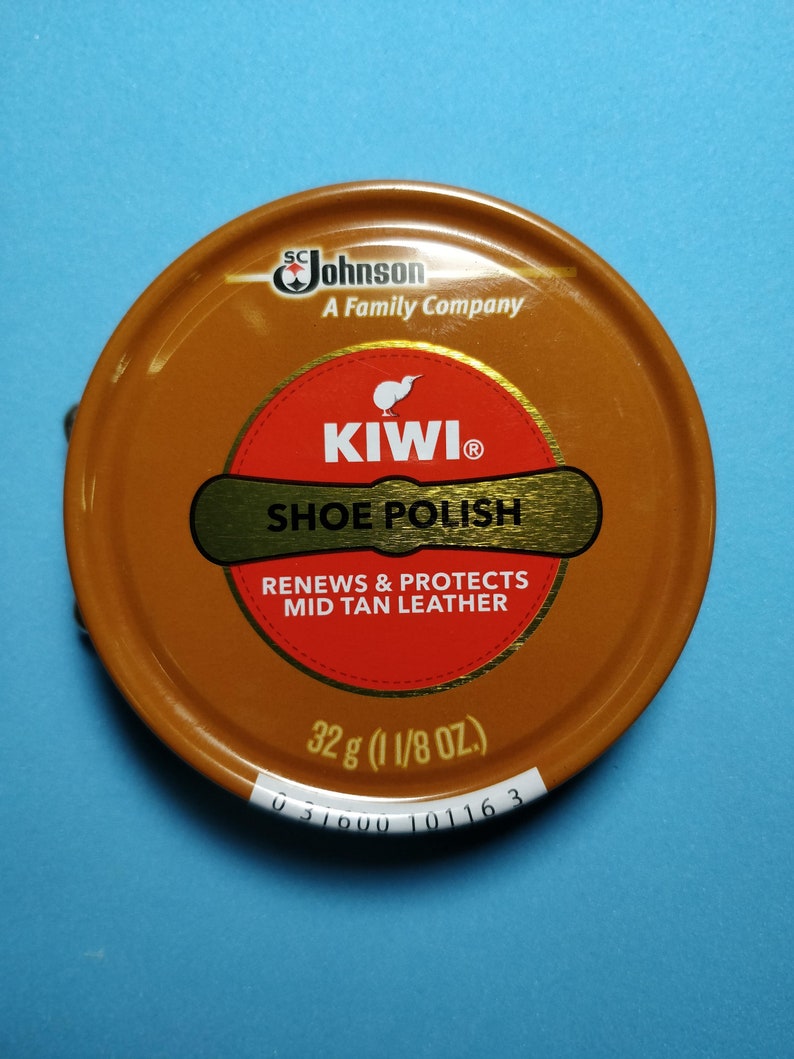 SC Johnson
A Family Company
KIWI®
SHOE POLISH
RENEWS & PROTECTS
MID TAN LEATHER
32 g (1 1/8 OZ.)
0 31600 10116 3